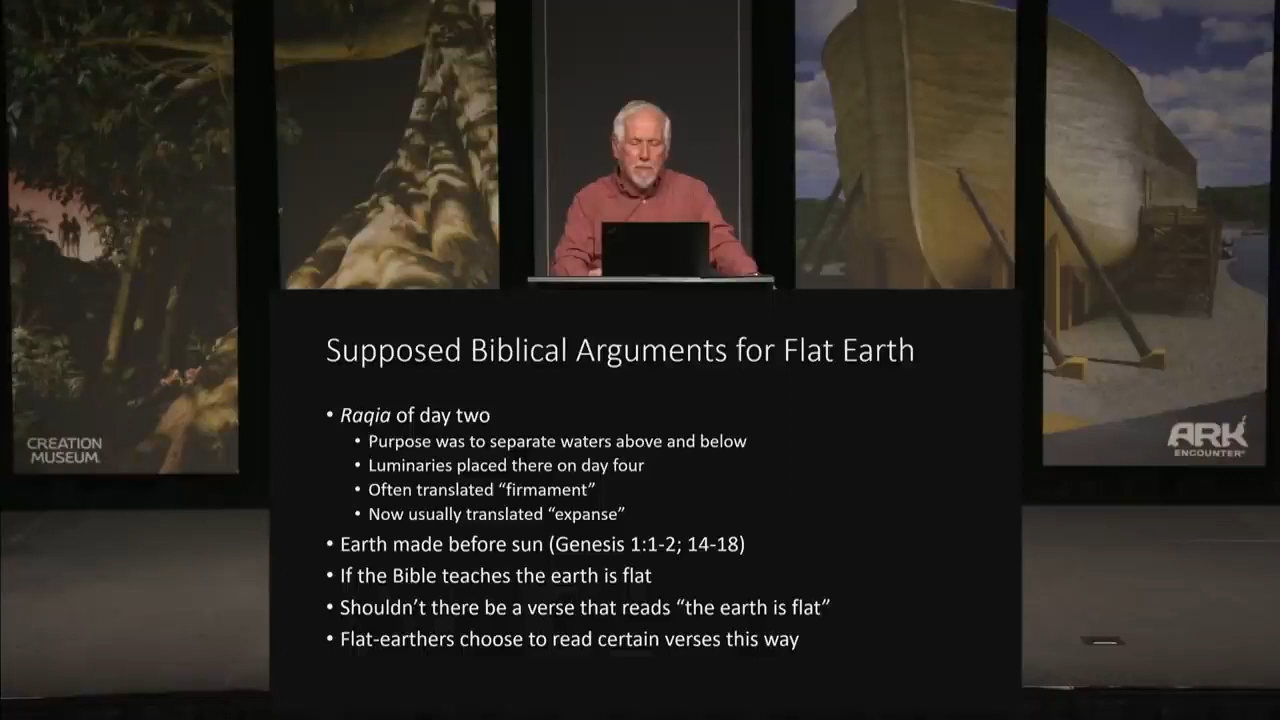 Supposed Biblical Arguments for Flat Earth
• Raqia of day two
• Purpose was to separate waters above and below
• Luminaries placed there on day four
• Often translated “firmament”
• Now usually translated “expanse”
• Earth made before sun (Genesis 1:1-2; 14-18)
• If the Bible teaches the earth is flat
• Shouldn’t there be a verse that reads “the earth is flat”
• Flat-earthers choose to read certain verses this way
CREATION
MUSEUM
ARK
ENCOUNTER